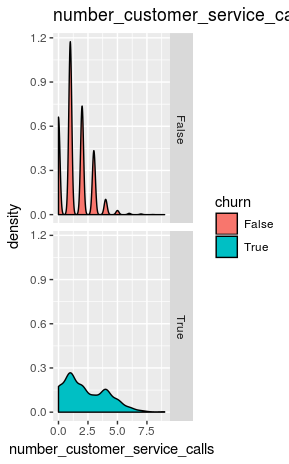 number_customer_service_ca
1.2
0.9
0.6
0.3
0.0
False
1.2
0.9
0.6
0.3
0.0
True
density
0.0 2.5 5.0 7.5
number_customer_service_calls
churn
False
True